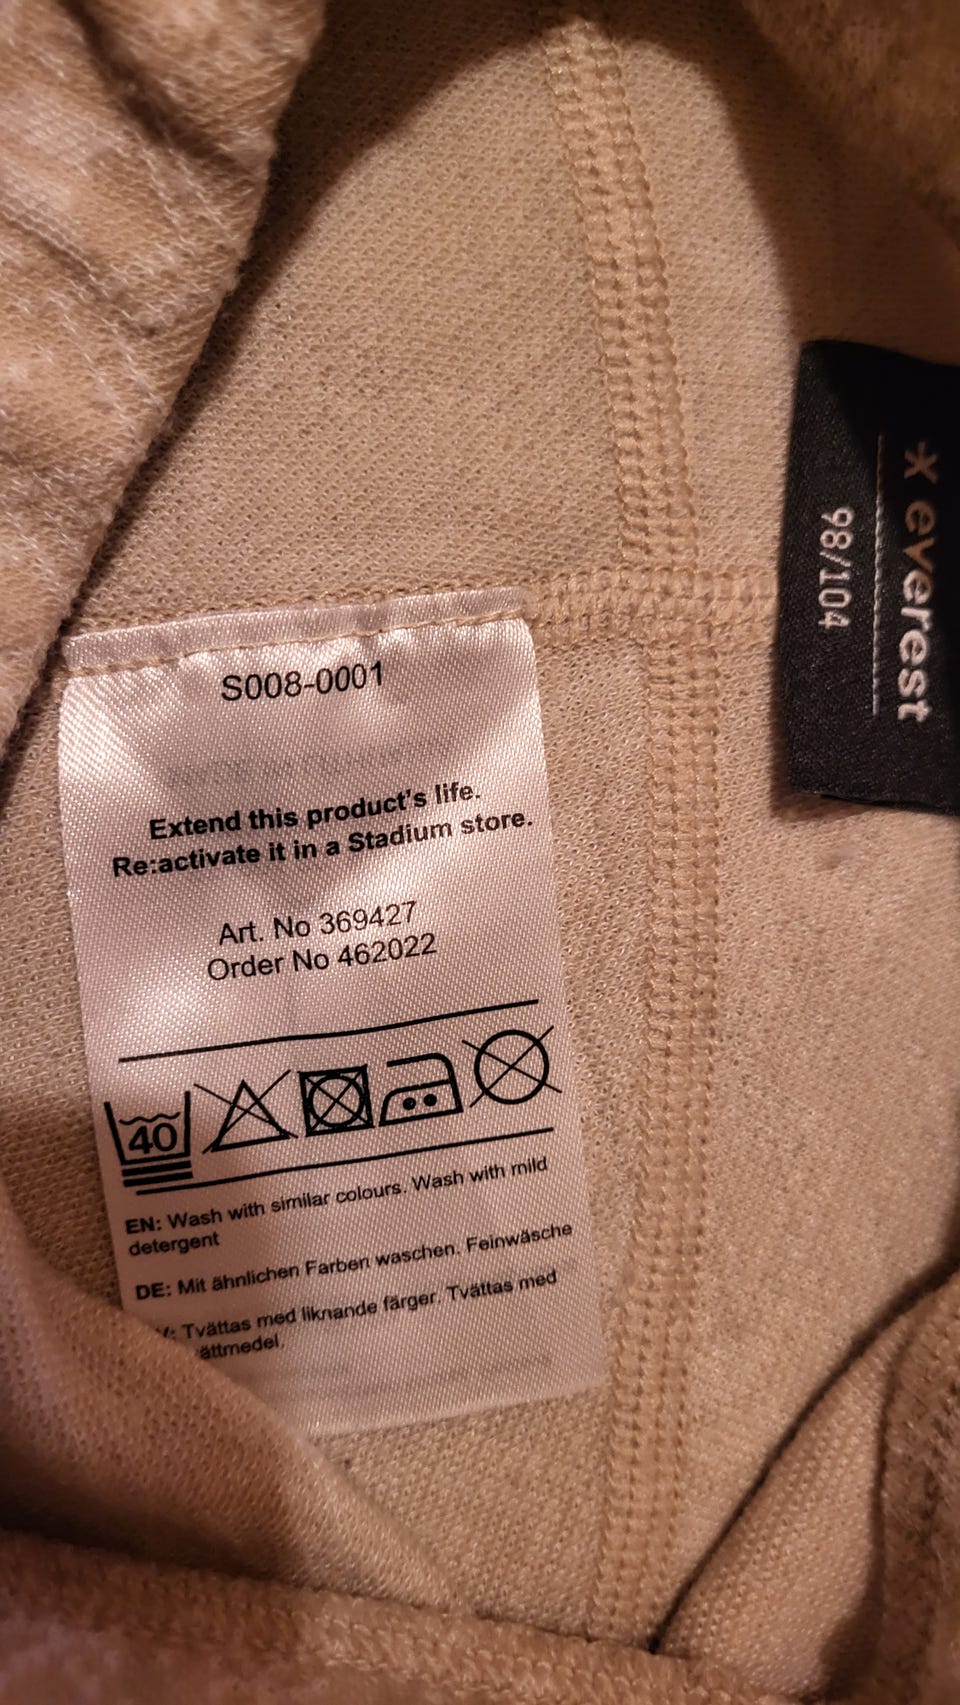 S008-0001
Extend this product's life.
Re:activate it in a Stadium store.
Art. No 369427
Order No 462022
40
EN: Wash with similar colours. Wash with mild
detergent
DE: Mit ähnlichen Farben waschen. Feinwäsche
Tvättas med liknande färger. Tvättas med
everest
98/104